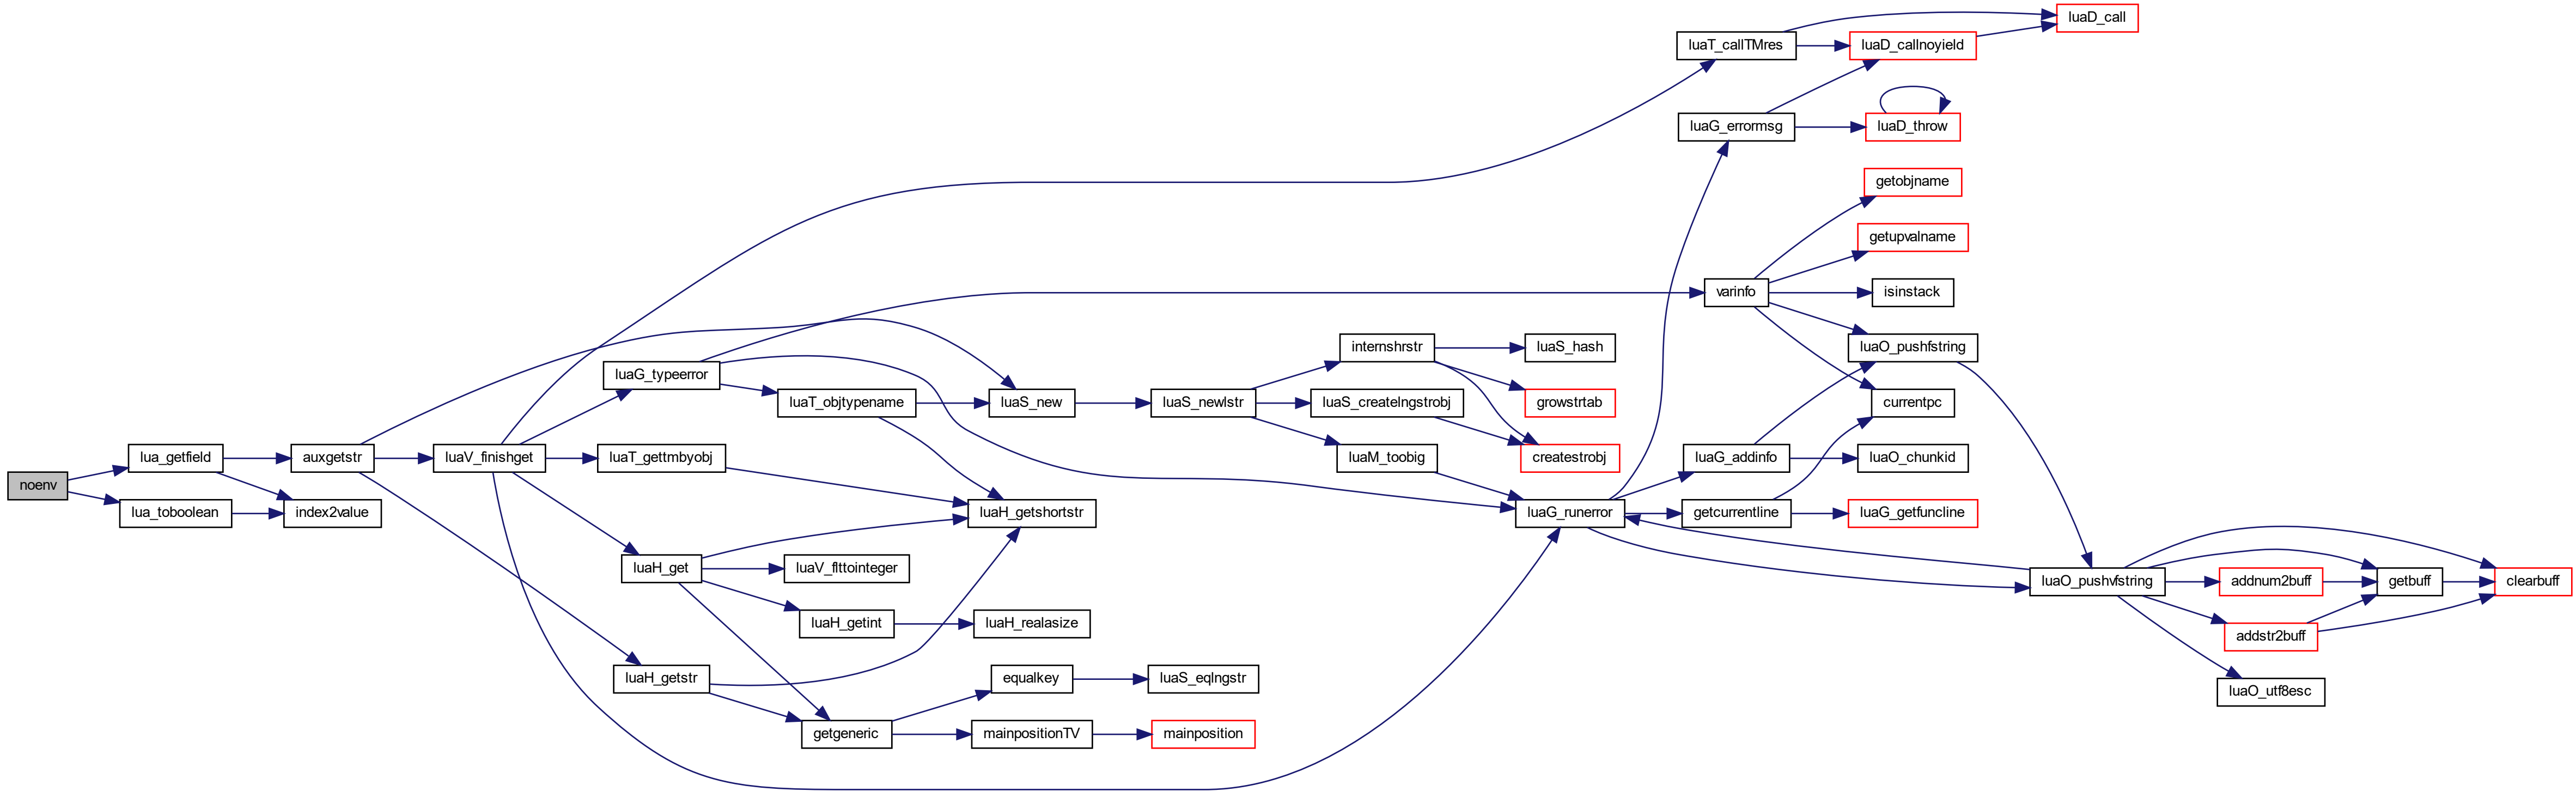 luaD_call
luaT_callTMres
luaD_callnoyield
luaG_errormsg
luaD_throw
getobjname
getupvalname
varinfo
isinstack
internshrstr
luaS_hash
luaO_pushfstring
luaG_typeerror
luaT_objtypename
luaS_new
luaS_newlstr
luaS_createlngstrobj
growstrtab
currentpc
noenv
lua_getfield
auxgetstr
luaV_finishget
luaT_gettmbyobj
luaM_toobig
createstrobj
luaG_addinfo
luaO_chunkid
lua_toboolean
index2value
luaH_getshortstr
luaG_runerror
getcurrentline
luaG_getfuncline
luaH_get
luaV_flttointeger
luaO_pushvfstring
addnum2buff
getbuff
clearbuff
luaH_getint
luaH_realasize
addstr2buff
luaH_getstr
equalkey
luaS_eqlngstr
luaO_utf8esc
getgeneric
mainpositionTV
mainposition